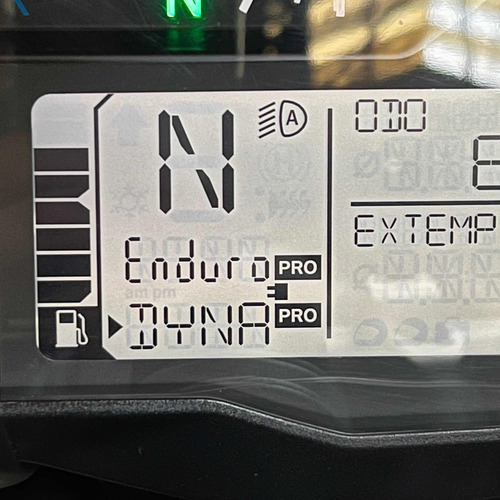 N
N
A
ODO
Enduro PRO
EXTEMP
DYNA PRO